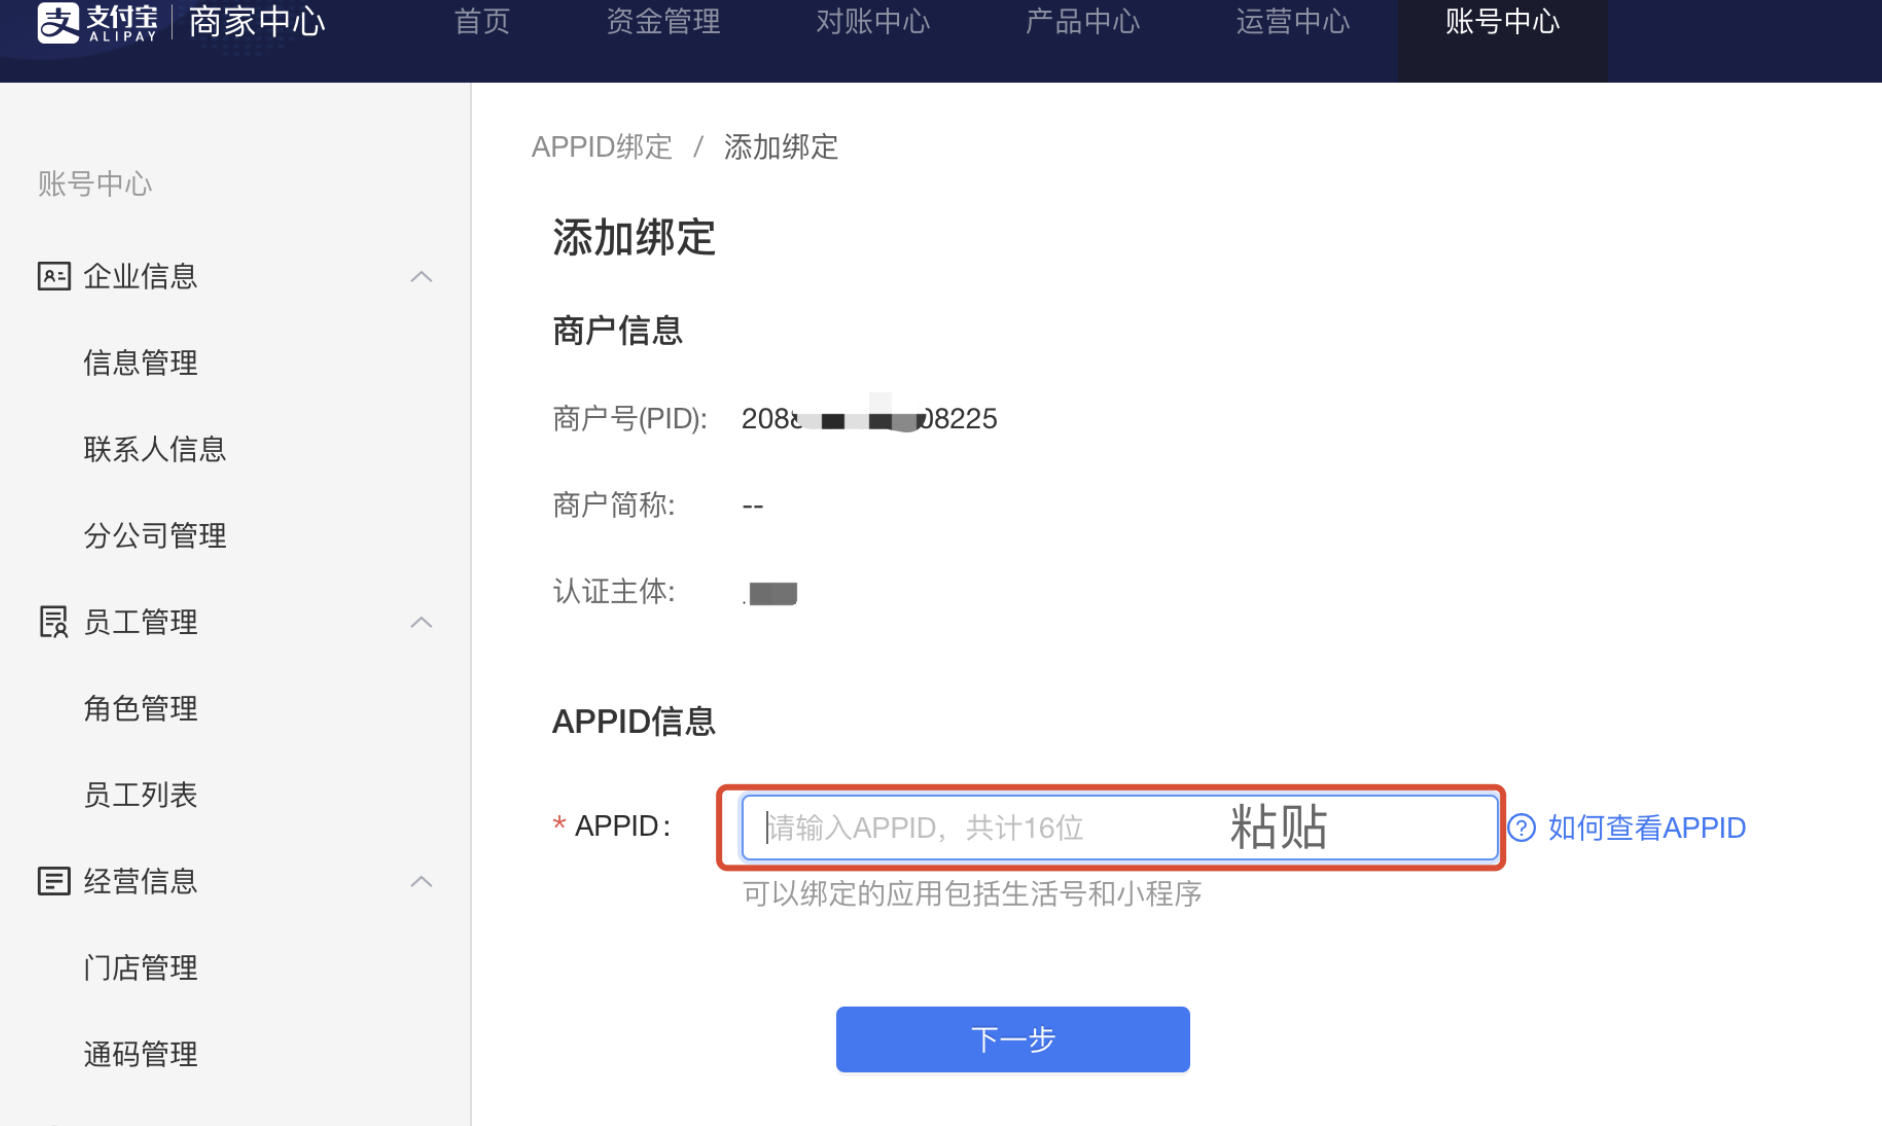 支付宝 ALIPAY 商家中心 首页 资金管理 对账中心 产品中心 运营中心 账号中心
账号中心
企业信息
信息管理
联系人信息
分公司管理
员工管理
角色管理
员工列表
经营信息
门店管理
通码管理
APPID绑定 / 添加绑定
添加绑定
商户信息
商户号(PID): 208 08225
商户简称: --
认证主体:
APPID信息
* APPID: 请输入APPID，共计16位 粘贴 ? 如何查看APPID
可以绑定的应用包括生活号和小程序
下一步